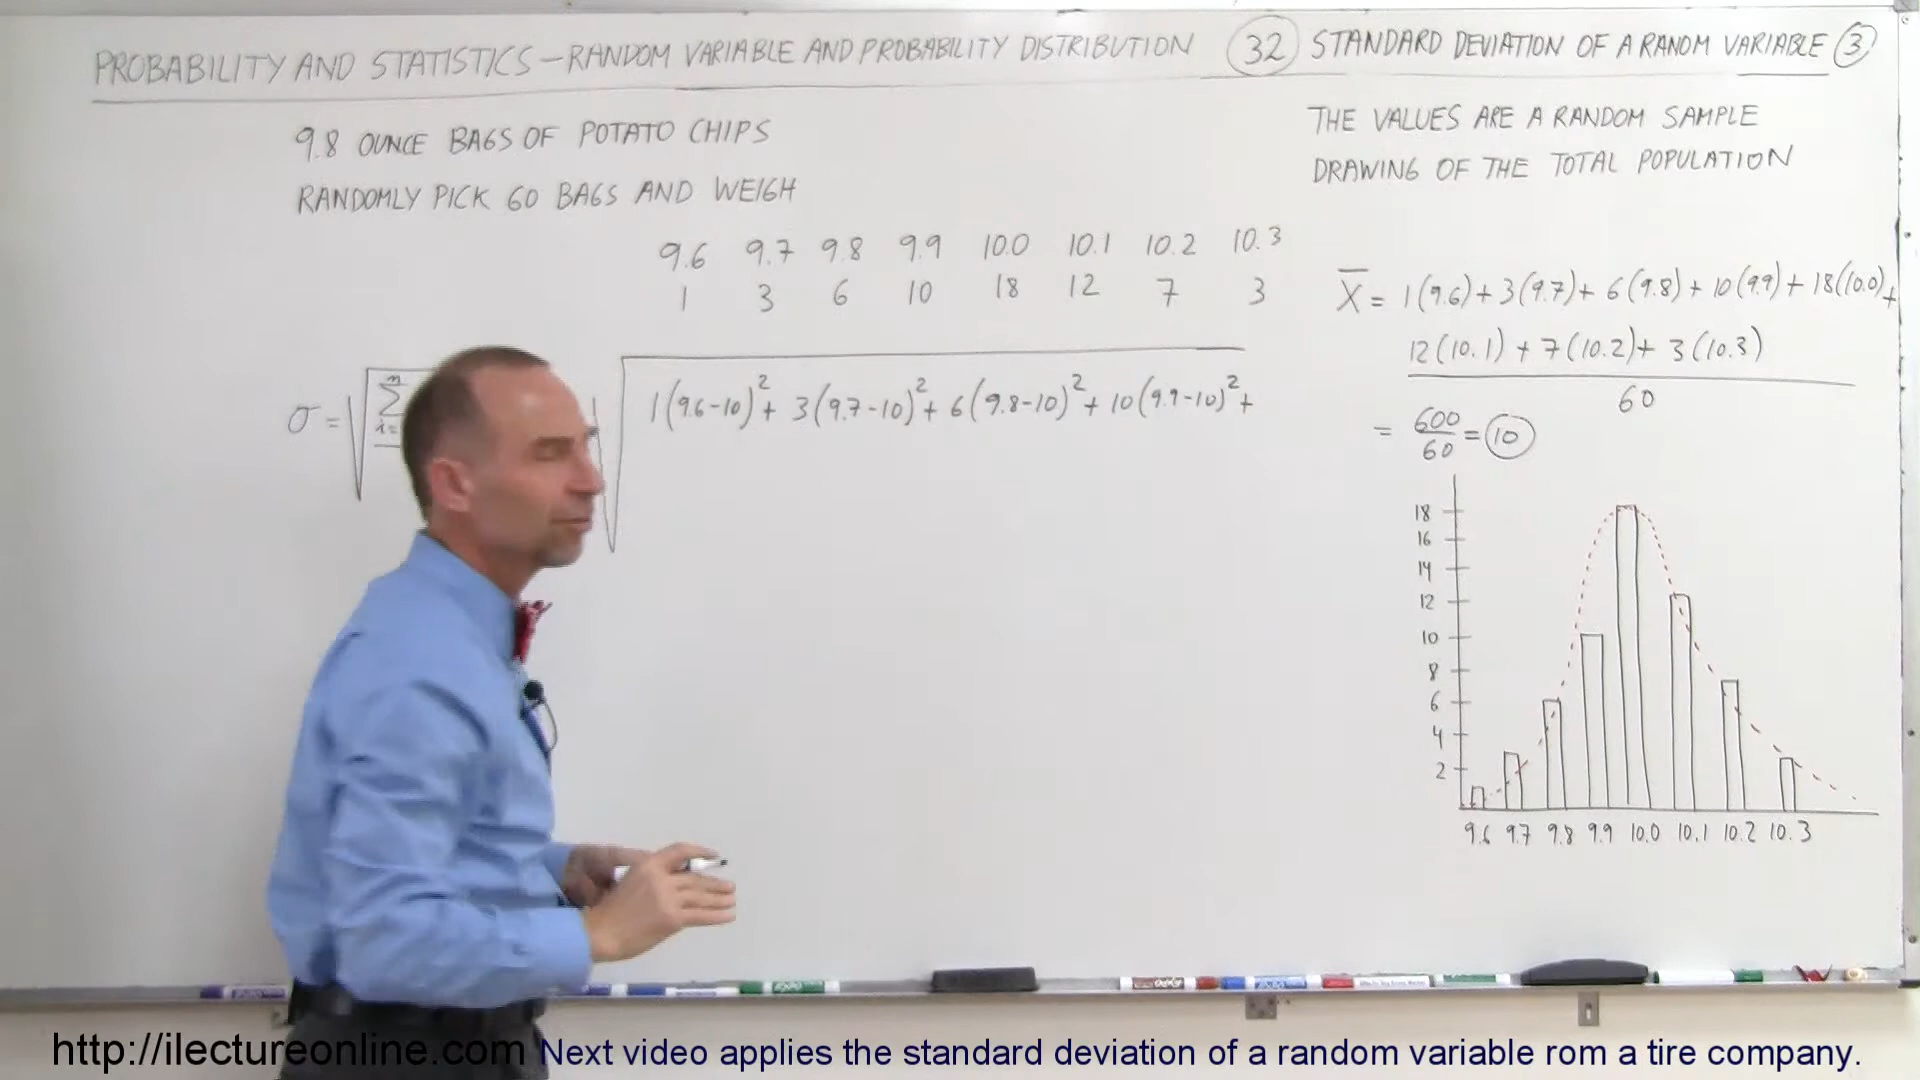 PROBABILITY AND STATISTICS – RANDOM VARIABLE AND PROBABILITY DISTRIBUTION (32) STANDARD DEVIATION OF A RANOM VARIABLE (3)
9.8 OUNCE BAGS OF POTATO CHIPS
RANDOMLY PICK 60 BAGS AND WEIGH
THE VALUES ARE A RANDOM SAMPLE
DRAWING OF THE TOTAL POPULATION
9.6 9.7 9.8 9.9 10.0 10.1 10.2 10.3
1 3 6 10 18 12 7 3
X̄ = 1(9.6) + 3(9.7) + 6(9.8) + 10(9.9) + 18(10.0) +
12(10.1) + 7(10.2) + 3(10.3)
60
= 600/60 = 10
σ = √ Σ n i=
√ 1(9.6-10)² + 3(9.7-10)² + 6(9.8-10)² + 10(9.9-10)² +
18
16
14
12
10
8
6
4
2
9.6 9.7 9.8 9.9 10.0 10.1 10.2 10.3
http://ilectureonline.com Next video applies the standard deviation of a random variable rom a tire company.